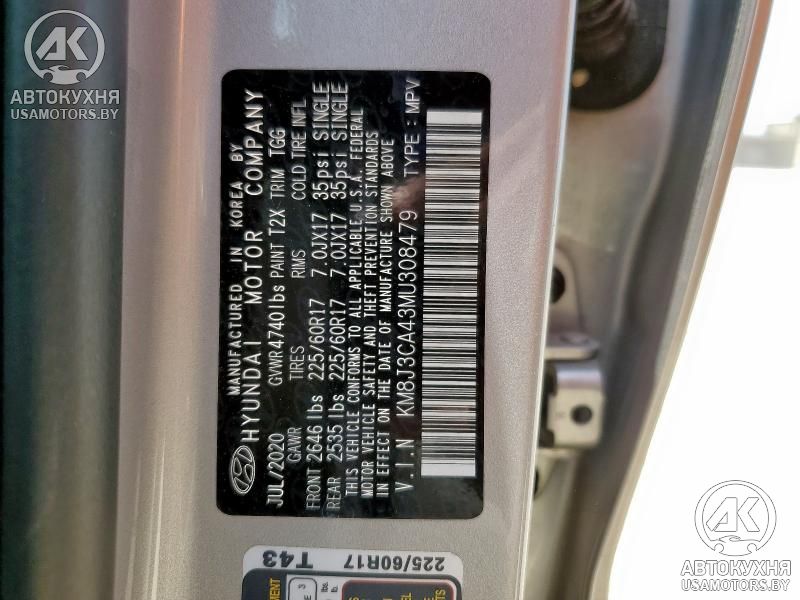 MANUFACTURED IN KOREA BY
HYUNDAI MOTOR COMPANY
JUL/2020 GVWR 4740 lbs PAINT T2X TRIM TGG
GAWR TIRES RIMS COLD TIRE INFL
FRONT 2646 lbs 225/60R17 7.0JX17 35psi SINGLE
REAR 2535 lbs 225/60R17 7.0JX17 35psi SINGLE
THIS VEHICLE CONFORMS TO ALL APPLICABLE U.S.A. FEDERAL
MOTOR VEHICLE SAFETY AND THEFT PREVENTION STANDARDS
IN EFFECT ON THE DATE OF MANUFACTURE SHOWN ABOVE
V.I.N KM8J3CA43MU308479 TYPE : MPV
T43
225/60R17
АК
АВТОКУХНЯ
USAMOTORS.BY
АК
АВТОКУХНЯ
USAMOTORS.BY